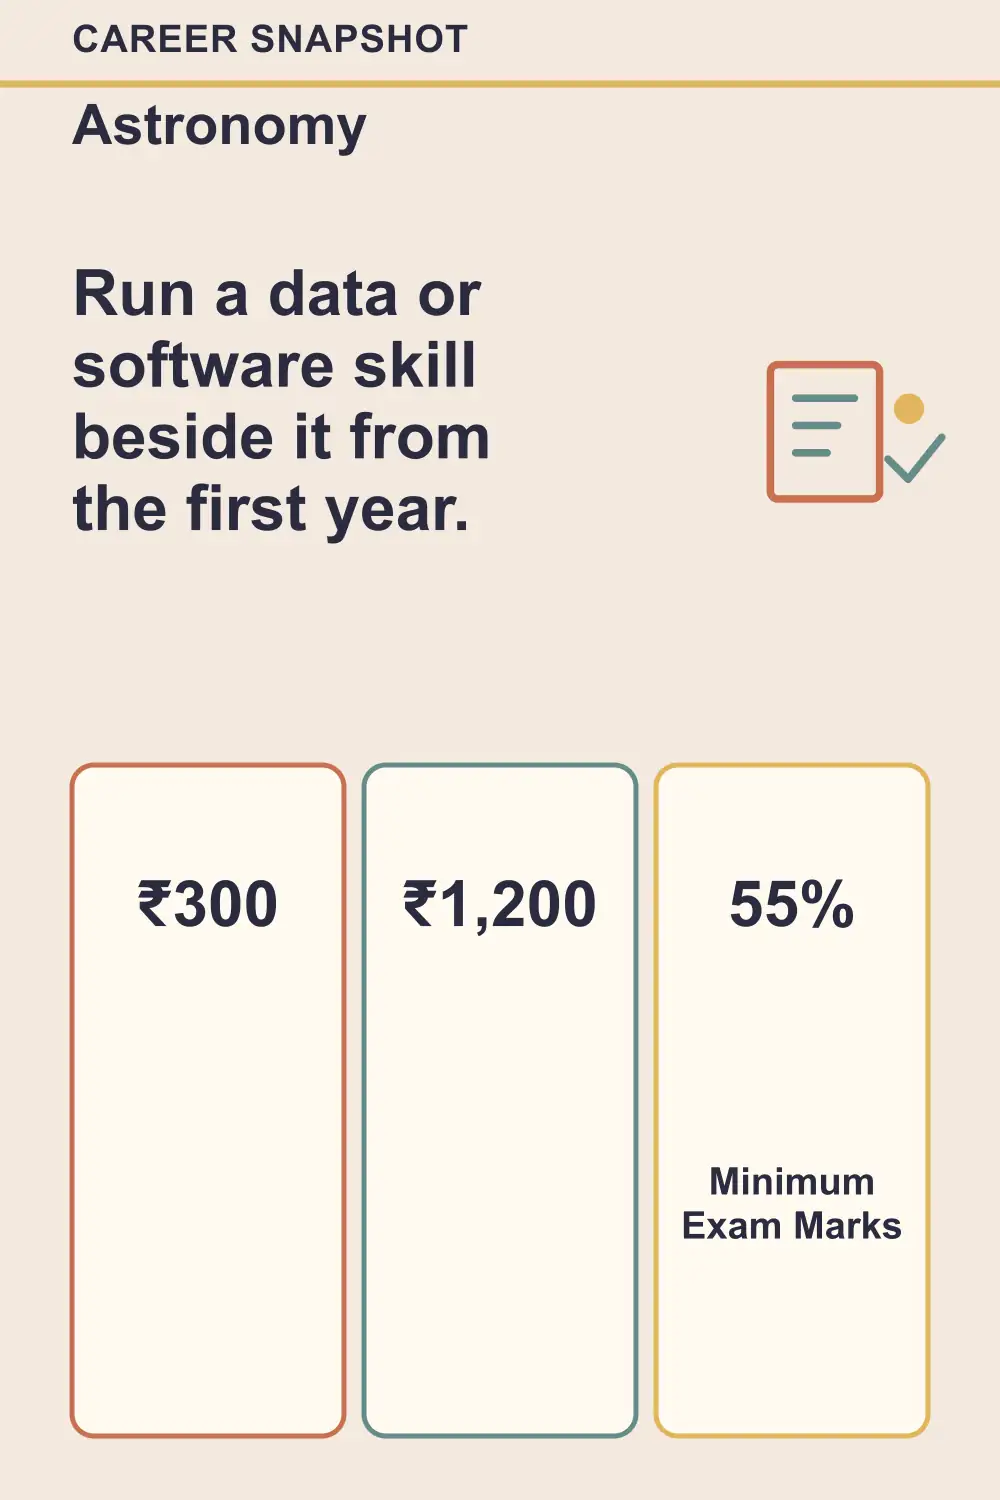 CAREER SNAPSHOT
Astronomy
Run a data or
software skill
beside it from
the first year.
₹300
₹1,200
55%
Minimum
Exam Marks